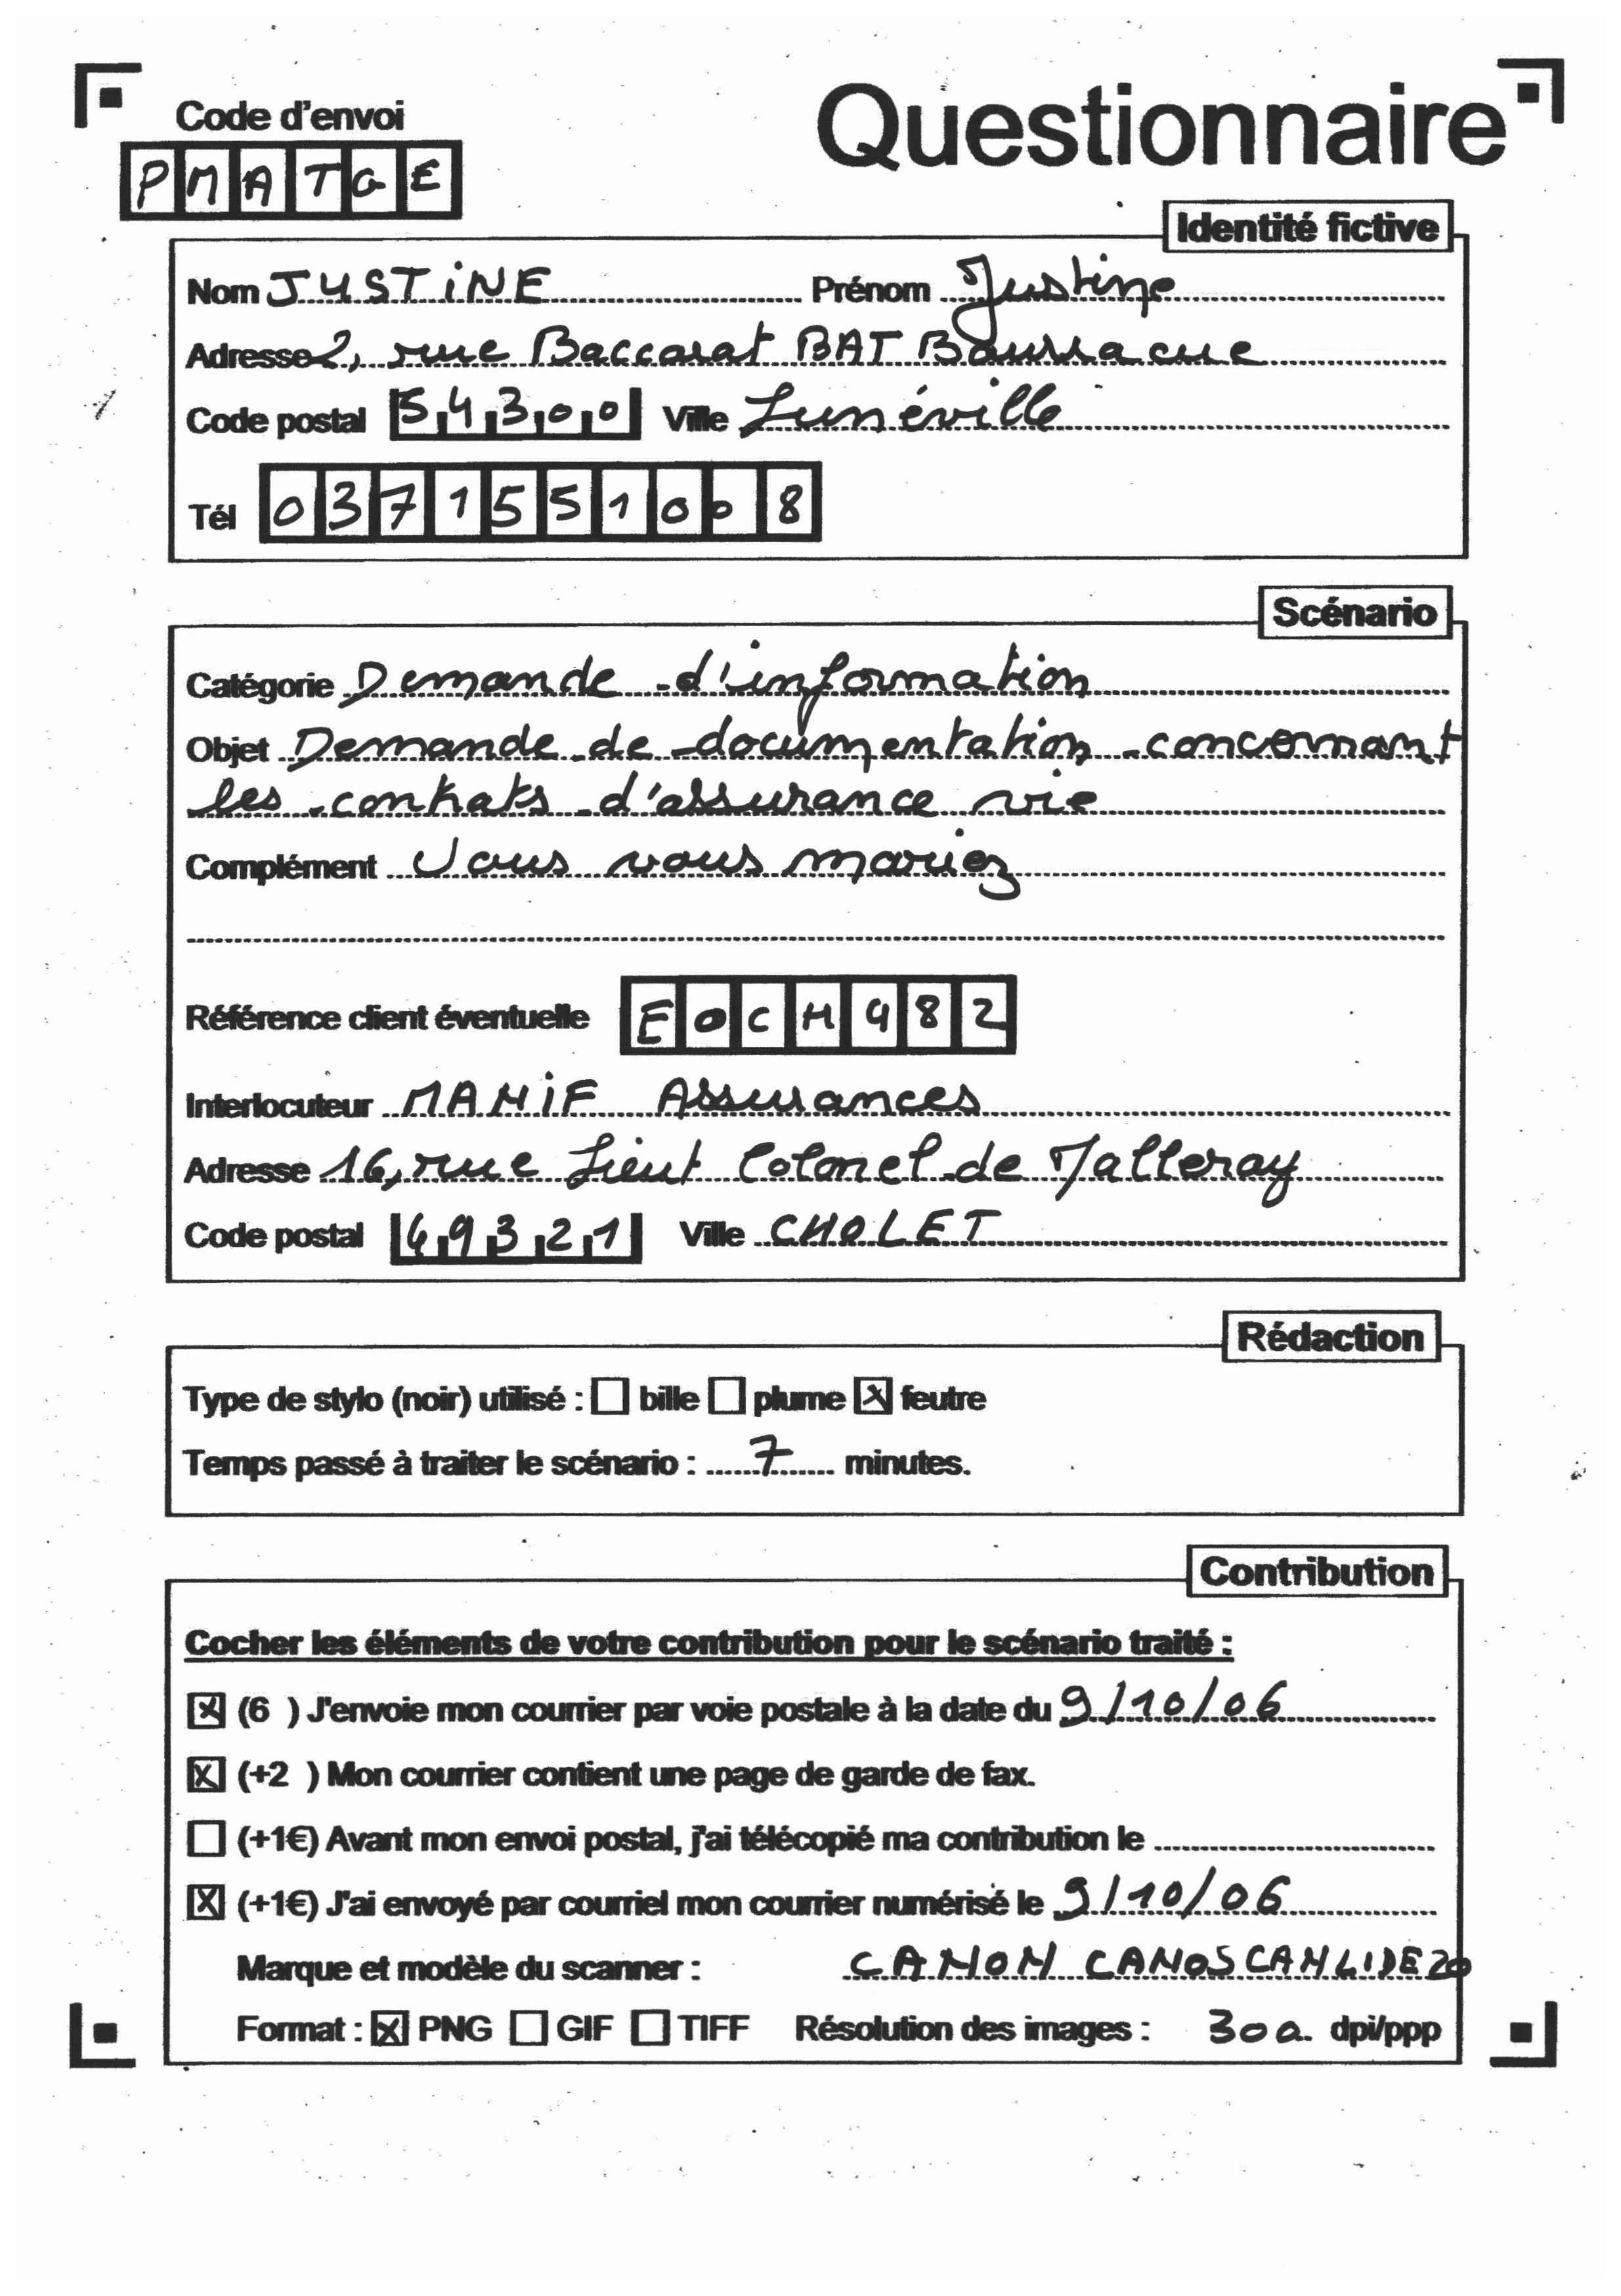 Code d'envoi
PMATGE
Questionnaire
Identité fictive
Nom JUSTiNE Prénom Justine
Adresse 2, rue Baccarat BAT
Code postal 54300 Ville Lunéville
Tél 0371551008
Scénario
Catégorie Demande d'information
Objet Demande de documentation concernant
les contrats d'assurance vie
Complément Vous vous mariez
Référence client éventuelle EOCH982
Interlocuteur MAHiF Assurances
Adresse 16, rue Lieut Colonel de Malleray
Code postal 49321 Ville CHOLET
Rédaction
Type de stylo (noir) utilisé : ☐ bille ☐ plume ☒ feutre
Temps passé à traiter le scénario : 7 minutes.
Contribution
Cocher les éléments de votre contribution pour le scénario traité :
☒ (6 ) J'envoie mon courrier par voie postale à la date du 9/10/06
☒ (+2 ) Mon courrier contient une page de garde de fax.
☐ (+1€) Avant mon envoi postal, j'ai télécopié ma contribution le
☒ (+1€) J'ai envoyé par courriel mon courrier numérisé le 9/10/06
Marque et modèle du scanner : CANON CANOSCAN LIDE 20
Format : ☒ PNG ☐ GIF ☐ TIFF Résolution des images : 300 dpi/ppp